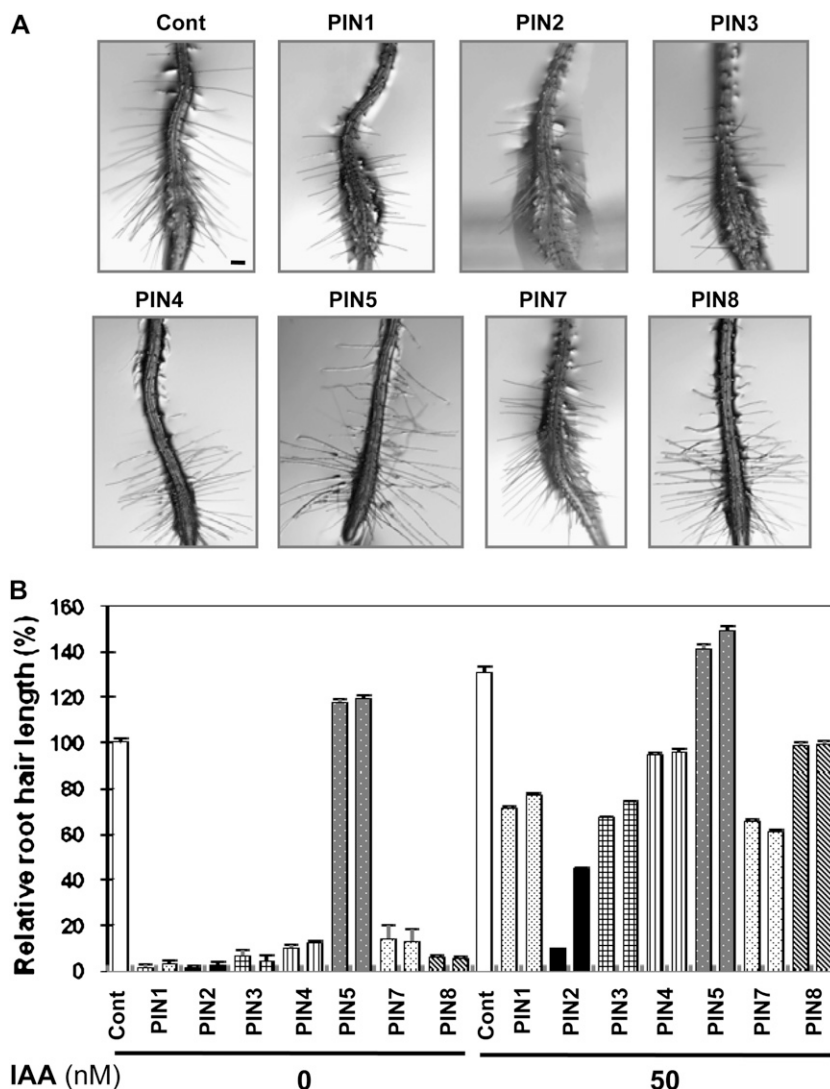 A
Cont PIN1 PIN2 PIN3
PIN4 PIN5 PIN7 PIN8
B
Relative root hair length (%)
160
140
120
100
80
60
40
20
0
Cont PIN1 PIN2 PIN3 PIN4 PIN5 PIN7 PIN8 Cont PIN1 PIN2 PIN3 PIN4 PIN5 PIN7 PIN8
IAA (nM) 0 50